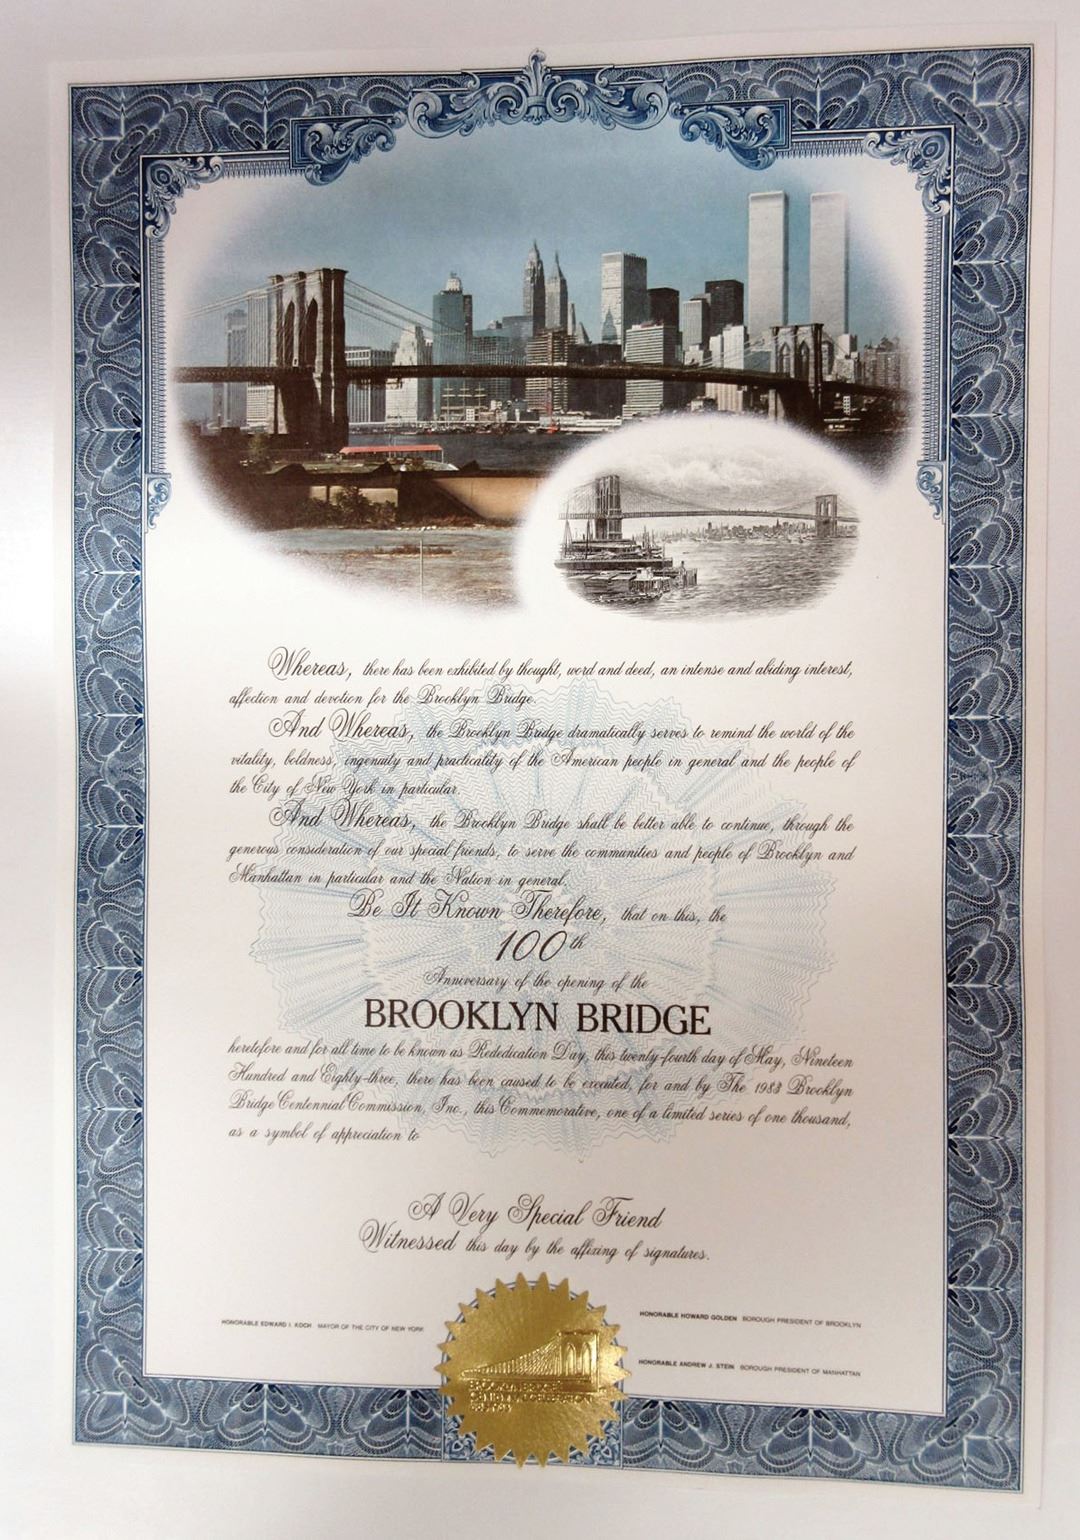 Whereas, there has been exhibited by thought, word and deed, an intense and abiding interest,
affection and devotion for the Brooklyn Bridge.
And Whereas, the Brooklyn Bridge dramatically serves to remind the world of the
vitality, boldness, ingenuity and practicality of the American people in general and the people of
the City of New York in particular.
And Whereas, the Brooklyn Bridge shall be better able to continue, through the
generous consideration of our special friends, to serve the communities and people of Brooklyn and
Manhattan in particular and the Nation in general.
Be It Known Therefore, that on this, the
100th
Anniversary of the opening of the
BROOKLYN BRIDGE
heretofore and for all time to be known as Rededication Day, this twenty-fourth day of May, Nineteen
Hundred and Eighty-three, there has been caused to be executed, for and by The 1983 Brooklyn
Bridge Centennial Commission, Inc., this Commemorative, one of a limited series of one thousand,
as a symbol of appreciation to
A Very Special Friend
Witnessed this day by the affixing of signatures.
HONORABLE EDWARD I. KOCH MAYOR OF THE CITY OF NEW YORK
HONORABLE HOWARD GOLDEN BOROUGH PRESIDENT OF BROOKLYN
HONORABLE ANDREW J. STEIN BOROUGH PRESIDENT OF MANHATTAN
BROOKLYN BRIDGE